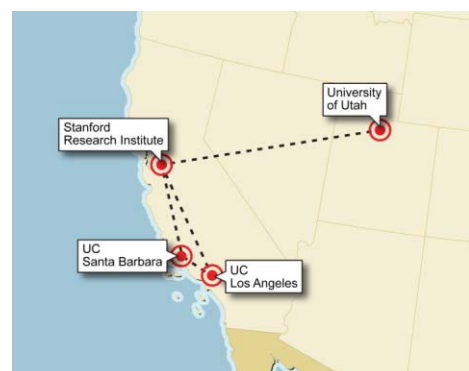 University
of Utah
Stanford
Research Institute
UC
Santa Barbara
UC
Los Angeles